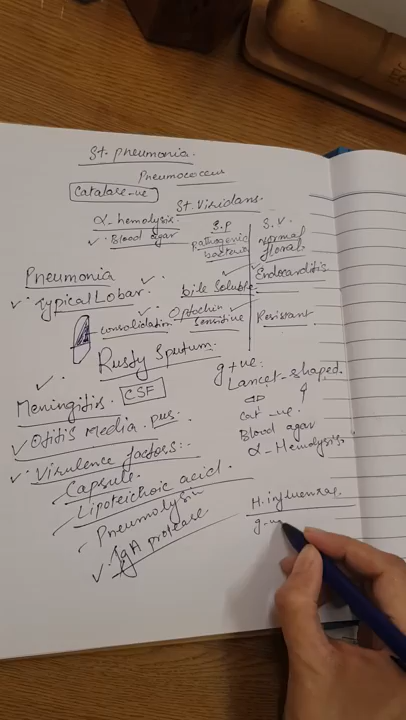 St. pneumonia.
Pneumococcus
Catalase -ve
St. Viridans.
α- hemolysis
✓. Blood agar
S.P
Pathogenic
bacteria
S.V.
Normal
floral
Pneumonia
✓. Typical Lobar.
bile Soluble
Endocarditis
consolidation
Optochin
Sensitive
Resistant
Rusty Sputum.
g +ve.
Lancet-shaped.
Meningitis. CSF
cat -ve.
✓ Otitis Media. pus.
Blood agar
✓. Virulence factors:-
α- Hemolysis.
Capsule.
Lipoteichoic acid.
Pneumolysin
✓. IgA protease.
H. influenzae.